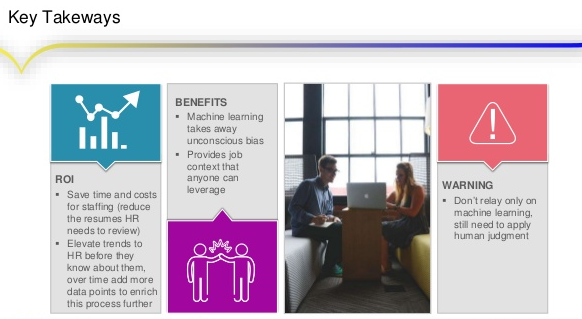 Key Takeways
ROI
▪ Save time and costs
for staffing (reduce
the resumes HR
needs to review)
▪ Elevate trends to
HR before they
know about them,
over time add more
data points to enrich
this process further
BENEFITS
▪ Machine learning
takes away
unconscious bias
▪ Provides job
context that
anyone can
leverage
WARNING
▪ Don't relay only on
machine learning,
still need to apply
human judgment